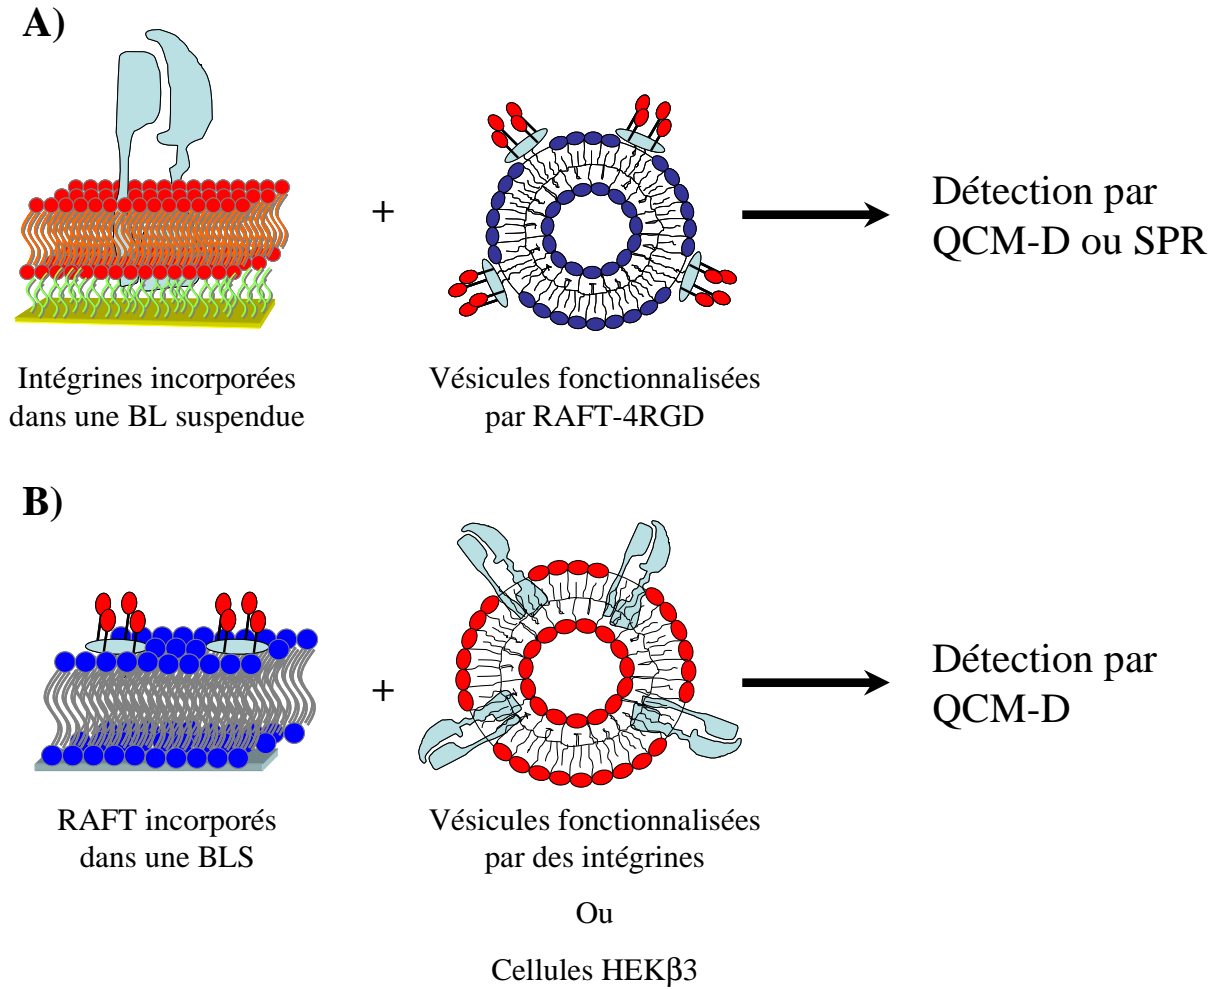 A)
+
Détection par
QCM-D ou SPR
Intégrines incorporées
dans une BL suspendue
Vésicules fonctionnalisées
par RAFT-4RGD
B)
+
Détection par
QCM-D
RAFT incorporés
dans une BLS
Vésicules fonctionnalisées
par des intégrines
Ou
Cellules HEKβ3